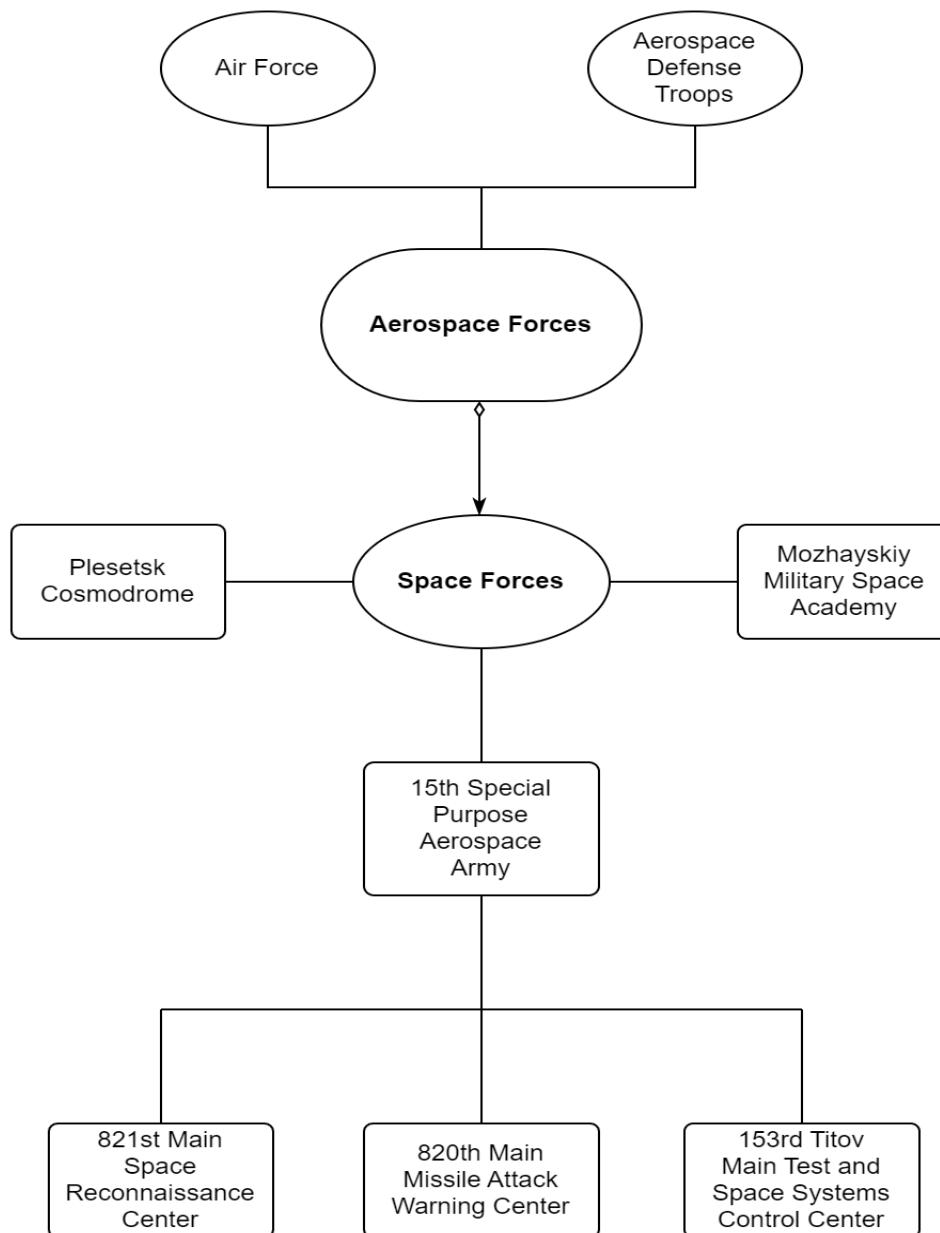 Air Force
Aerospace
Defense
Troops
Aerospace Forces
Plesetsk
Cosmodrome
Space Forces
Mozhayskiy
Military Space
Academy
15th Special
Purpose
Aerospace
Army
821st Main
Space
Reconnaissance
Center
820th Main
Missile Attack
Warning Center
153rd Titov
Main Test and
Space Systems
Control Center